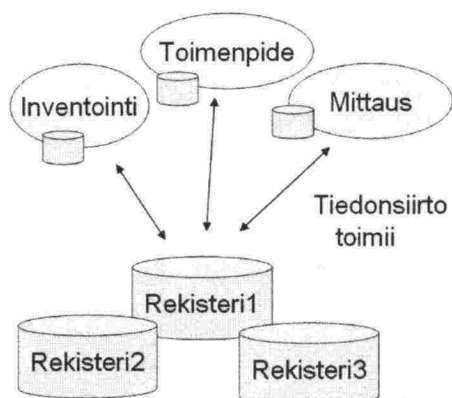 Toimenpide
Inventointi
Mittaus
Tiedonsiirto
toimii
Rekisteri1
Rekisteri2
Rekisteri3